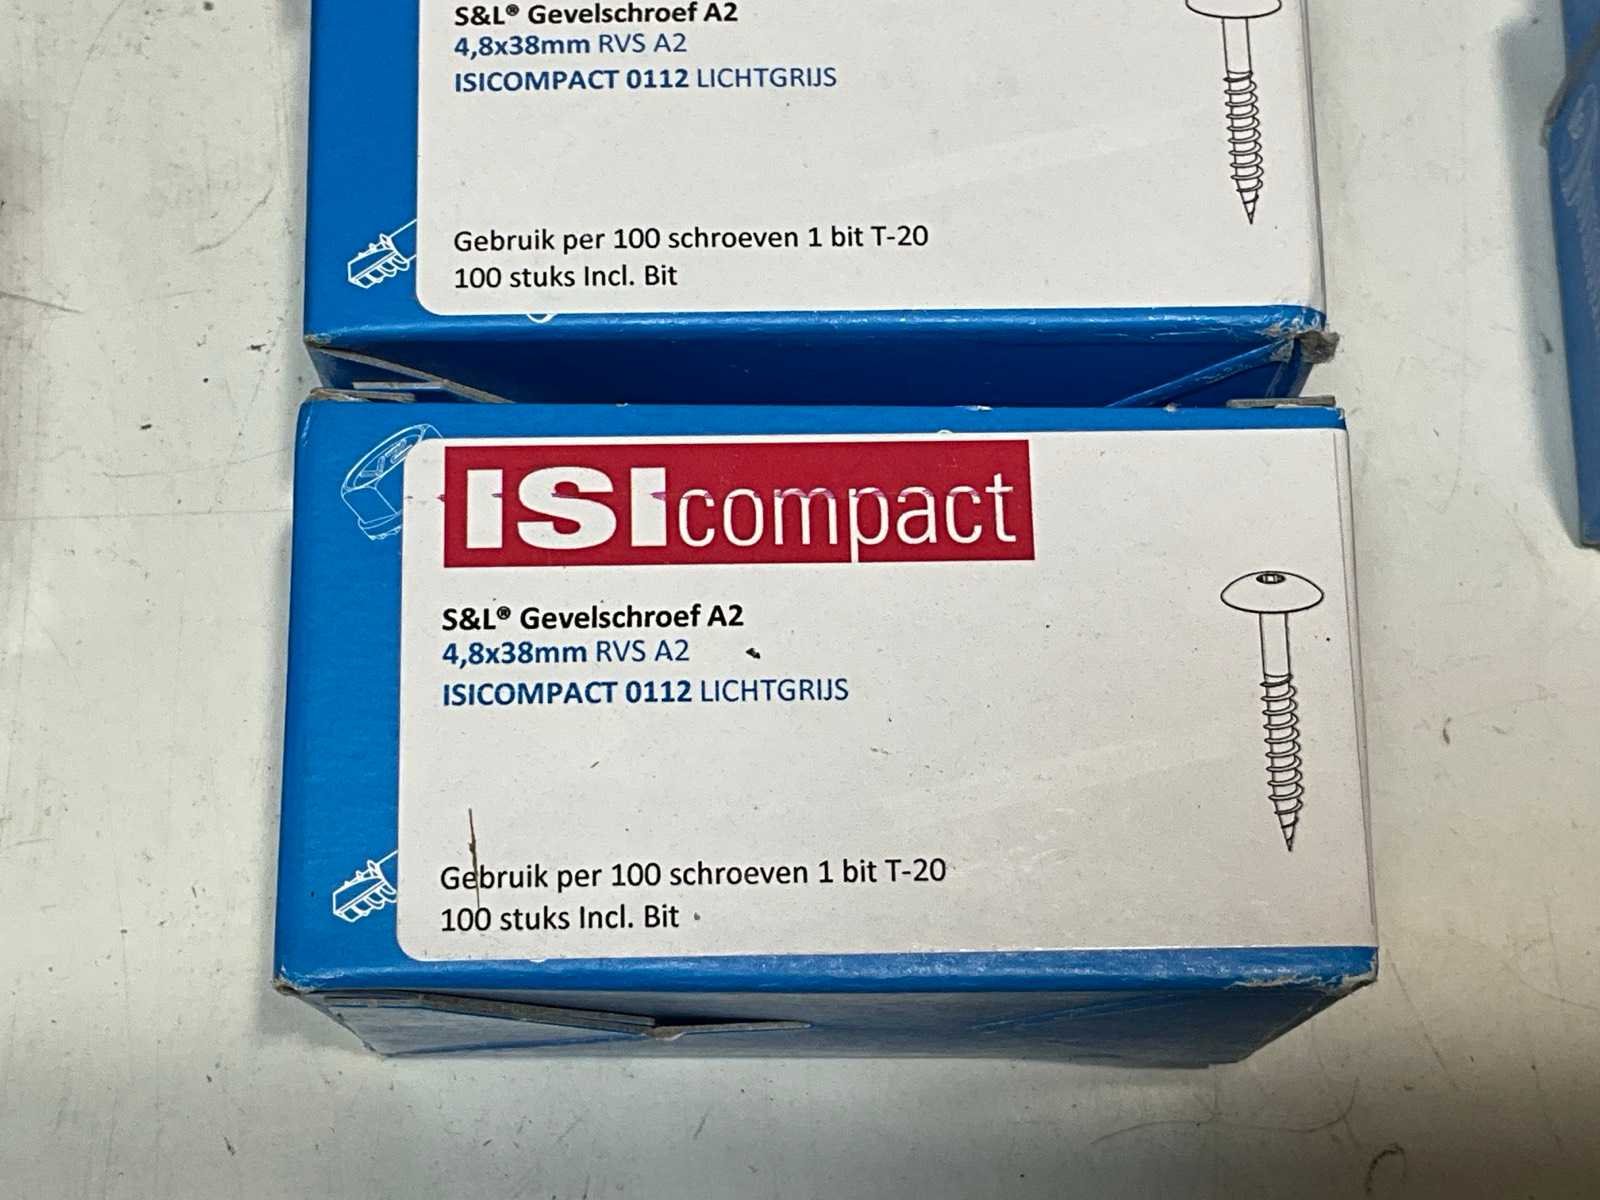 S&L® Gevelschroef A2
4,8x38mm RVS A2
ISICOMPACT 0112 LICHTGRIJS
Gebruik per 100 schroeven 1 bit T-20
100 stuks Incl. Bit
ISIcompact
S&L® Gevelschroef A2
4,8x38mm RVS A2
ISICOMPACT 0112 LICHTGRIJS
Gebruik per 100 schroeven 1 bit T-20
100 stuks Incl. Bit